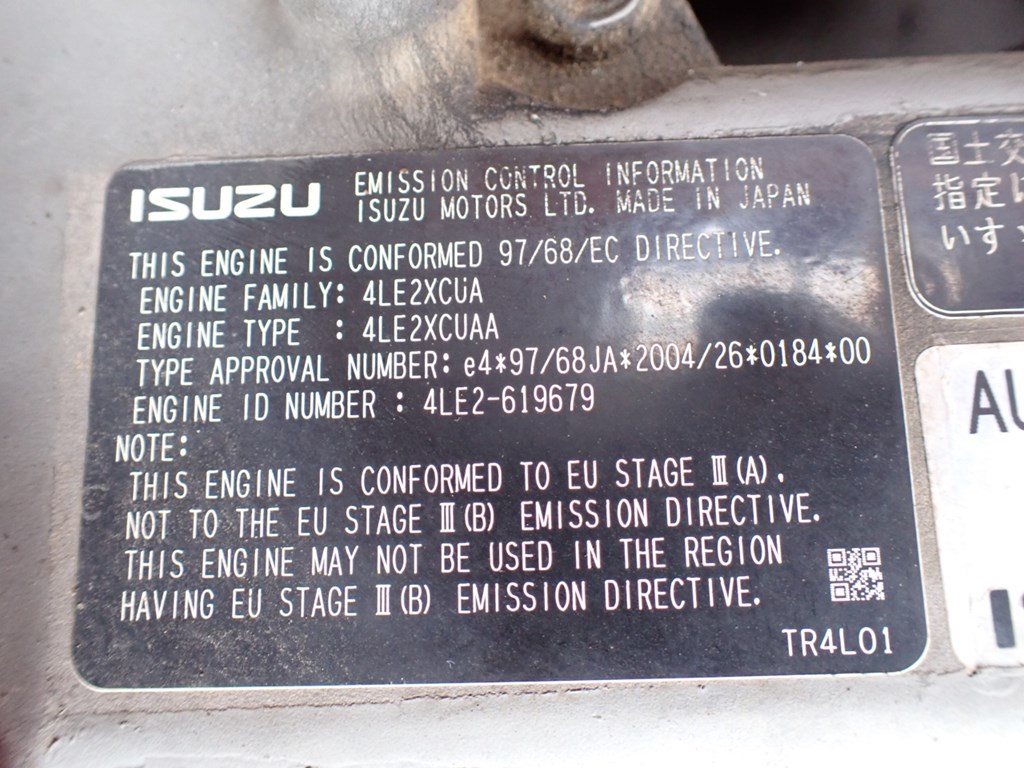 ISUZU
EMISSION CONTROL INFORMATION
ISUZU MOTORS LTD. MADE IN JAPAN
THIS ENGINE IS CONFORMED 97/68/EC DIRECTIVE.
ENGINE FAMILY: 4LE2XCUA
ENGINE TYPE : 4LE2XCUAA
TYPE APPROVAL NUMBER: e4*97/68JA*2004/26*0184*00
ENGINE ID NUMBER : 4LE2-619679
NOTE:
THIS ENGINE IS CONFORMED TO EU STAGE Ⅲ(A).
NOT TO THE EU STAGE Ⅲ(B) EMISSION DIRECTIVE.
THIS ENGINE MAY NOT BE USED IN THE REGION
HAVING EU STAGE Ⅲ(B) EMISSION DIRECTIVE.
TR4L01
国土交
指定
いすゞ
AU